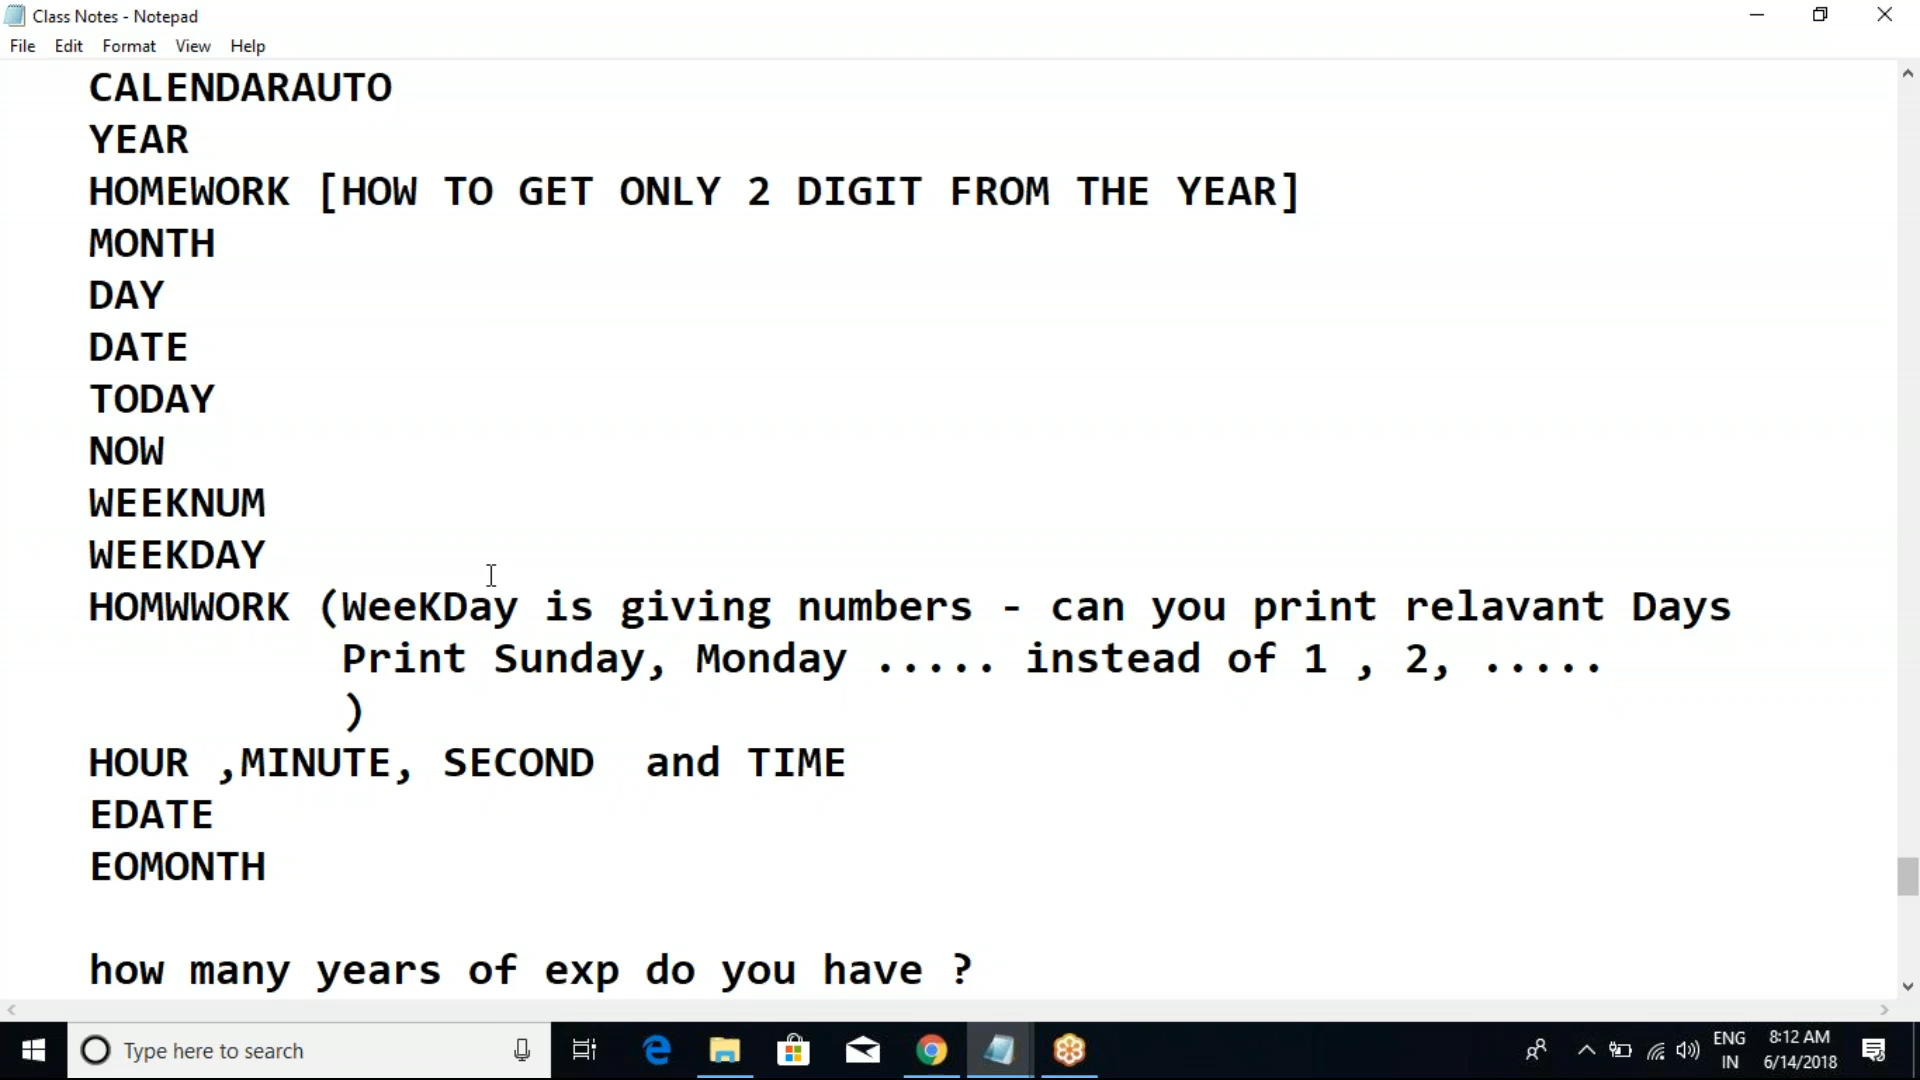 Class Notes - Notepad
File Edit Format View Help
CALENDARAUTO
YEAR
HOMEWORK [HOW TO GET ONLY 2 DIGIT FROM THE YEAR]
MONTH
DAY
DATE
TODAY
NOW
WEEKNUM
WEEKDAY
HOMWWORK (WeeKDay is giving numbers - can you print relavant Days
Print Sunday, Monday ..... instead of 1 , 2, .....
)
HOUR ,MINUTE, SECOND and TIME
EDATE
EOMONTH
how many years of exp do you have ?
Type here to search
ENG
IN
8:12 AM
6/14/2018